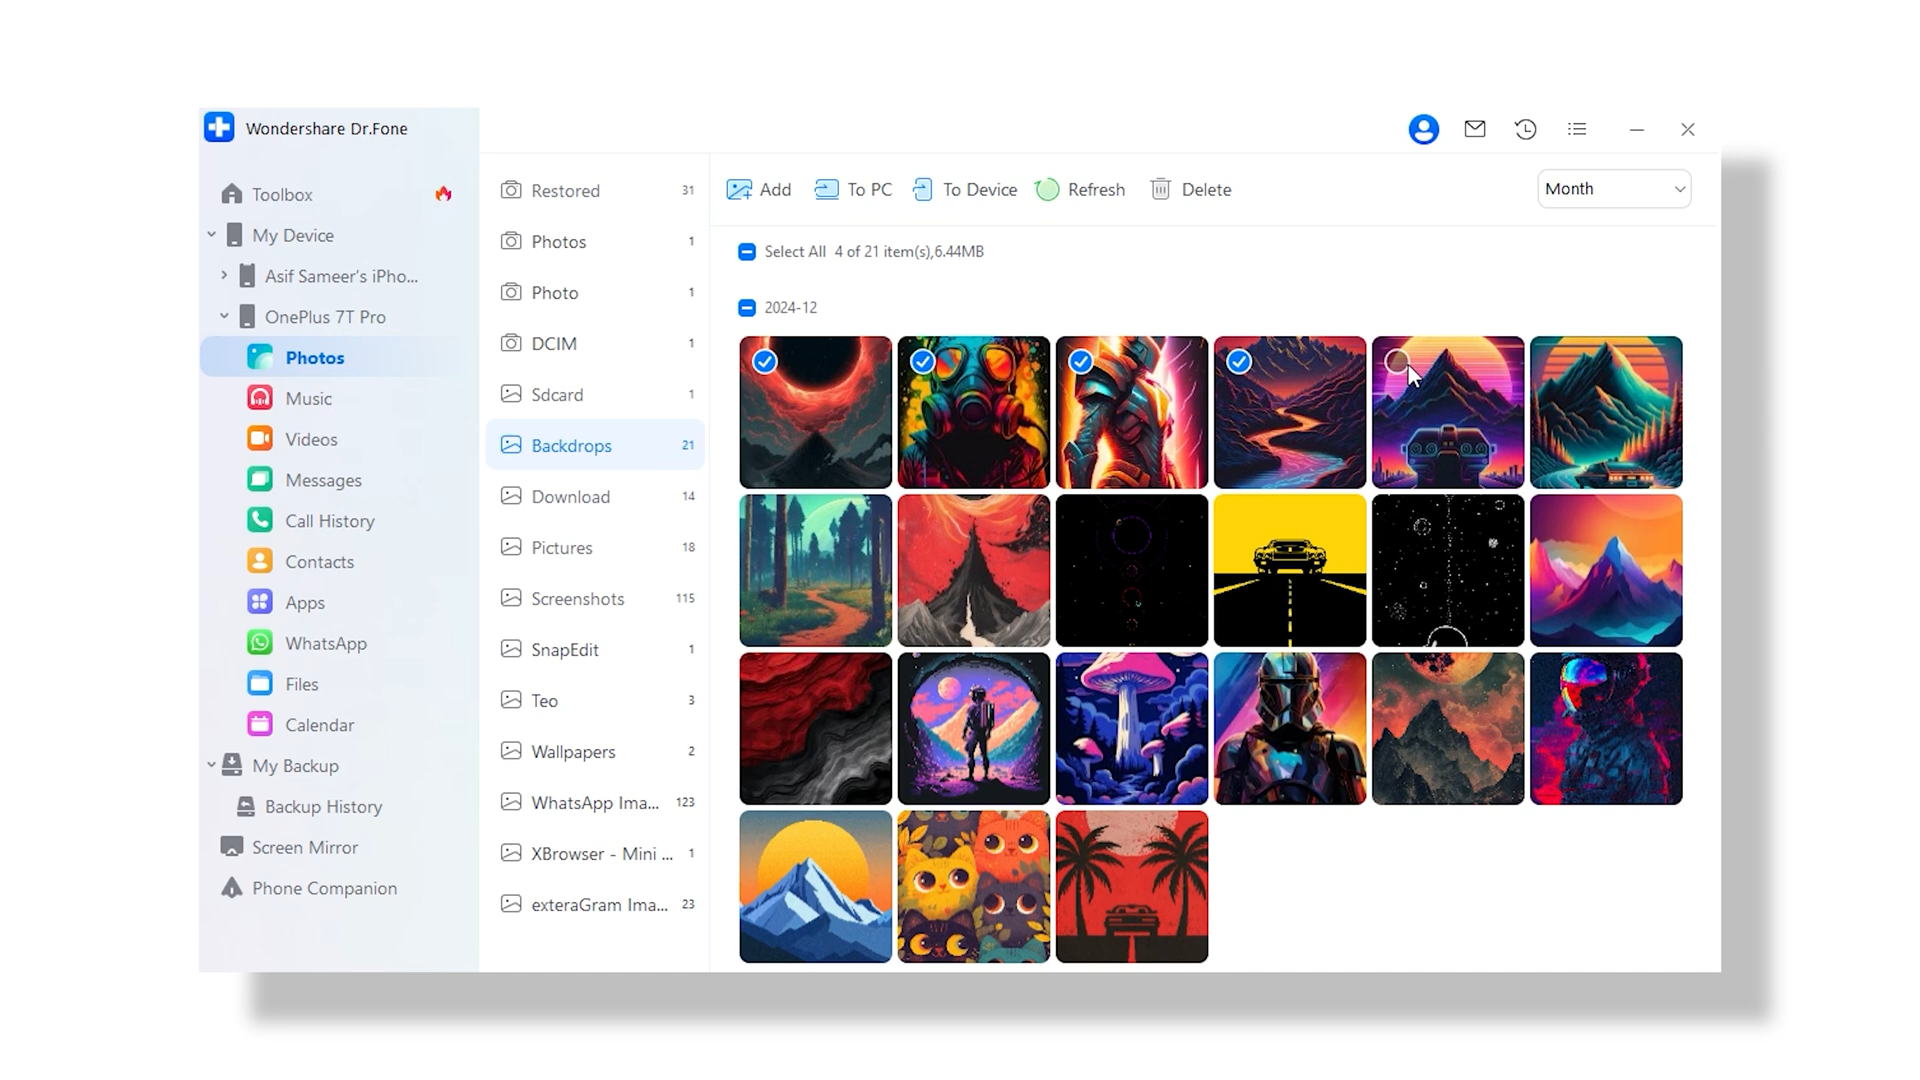 Wondershare Dr.Fone
Toolbox
My Device
Asif Sameer's iPho...
OnePlus 7T Pro
Photos
Music
Videos
Messages
Call History
Contacts
Apps
WhatsApp
Files
Calendar
My Backup
Backup History
Screen Mirror
Phone Companion
Restored 31
Photos 1
Photo 1
DCIM 1
Sdcard 1
Backdrops 21
Download 14
Pictures 18
Screenshots 115
SnapEdit 1
Teo 3
Wallpapers 2
WhatsApp Ima... 123
XBrowser - Mini ... 1
exteraGram Ima... 23
Add To PC To Device Refresh Delete Month
Select All 4 of 21 item(s),6.44MB
2024-12